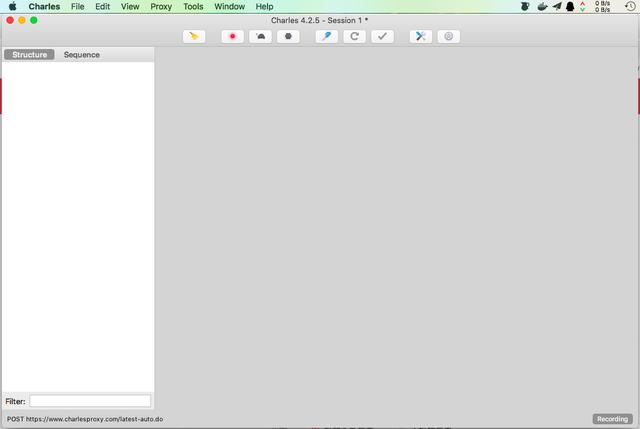 Charles File Edit View Proxy Tools Window Help
0 B/s
0 B/s
Charles 4.2.5 - Session 1 *
Structure Sequence
Filter:
POST https://www.charlesproxy.com/latest-auto.do
Recording